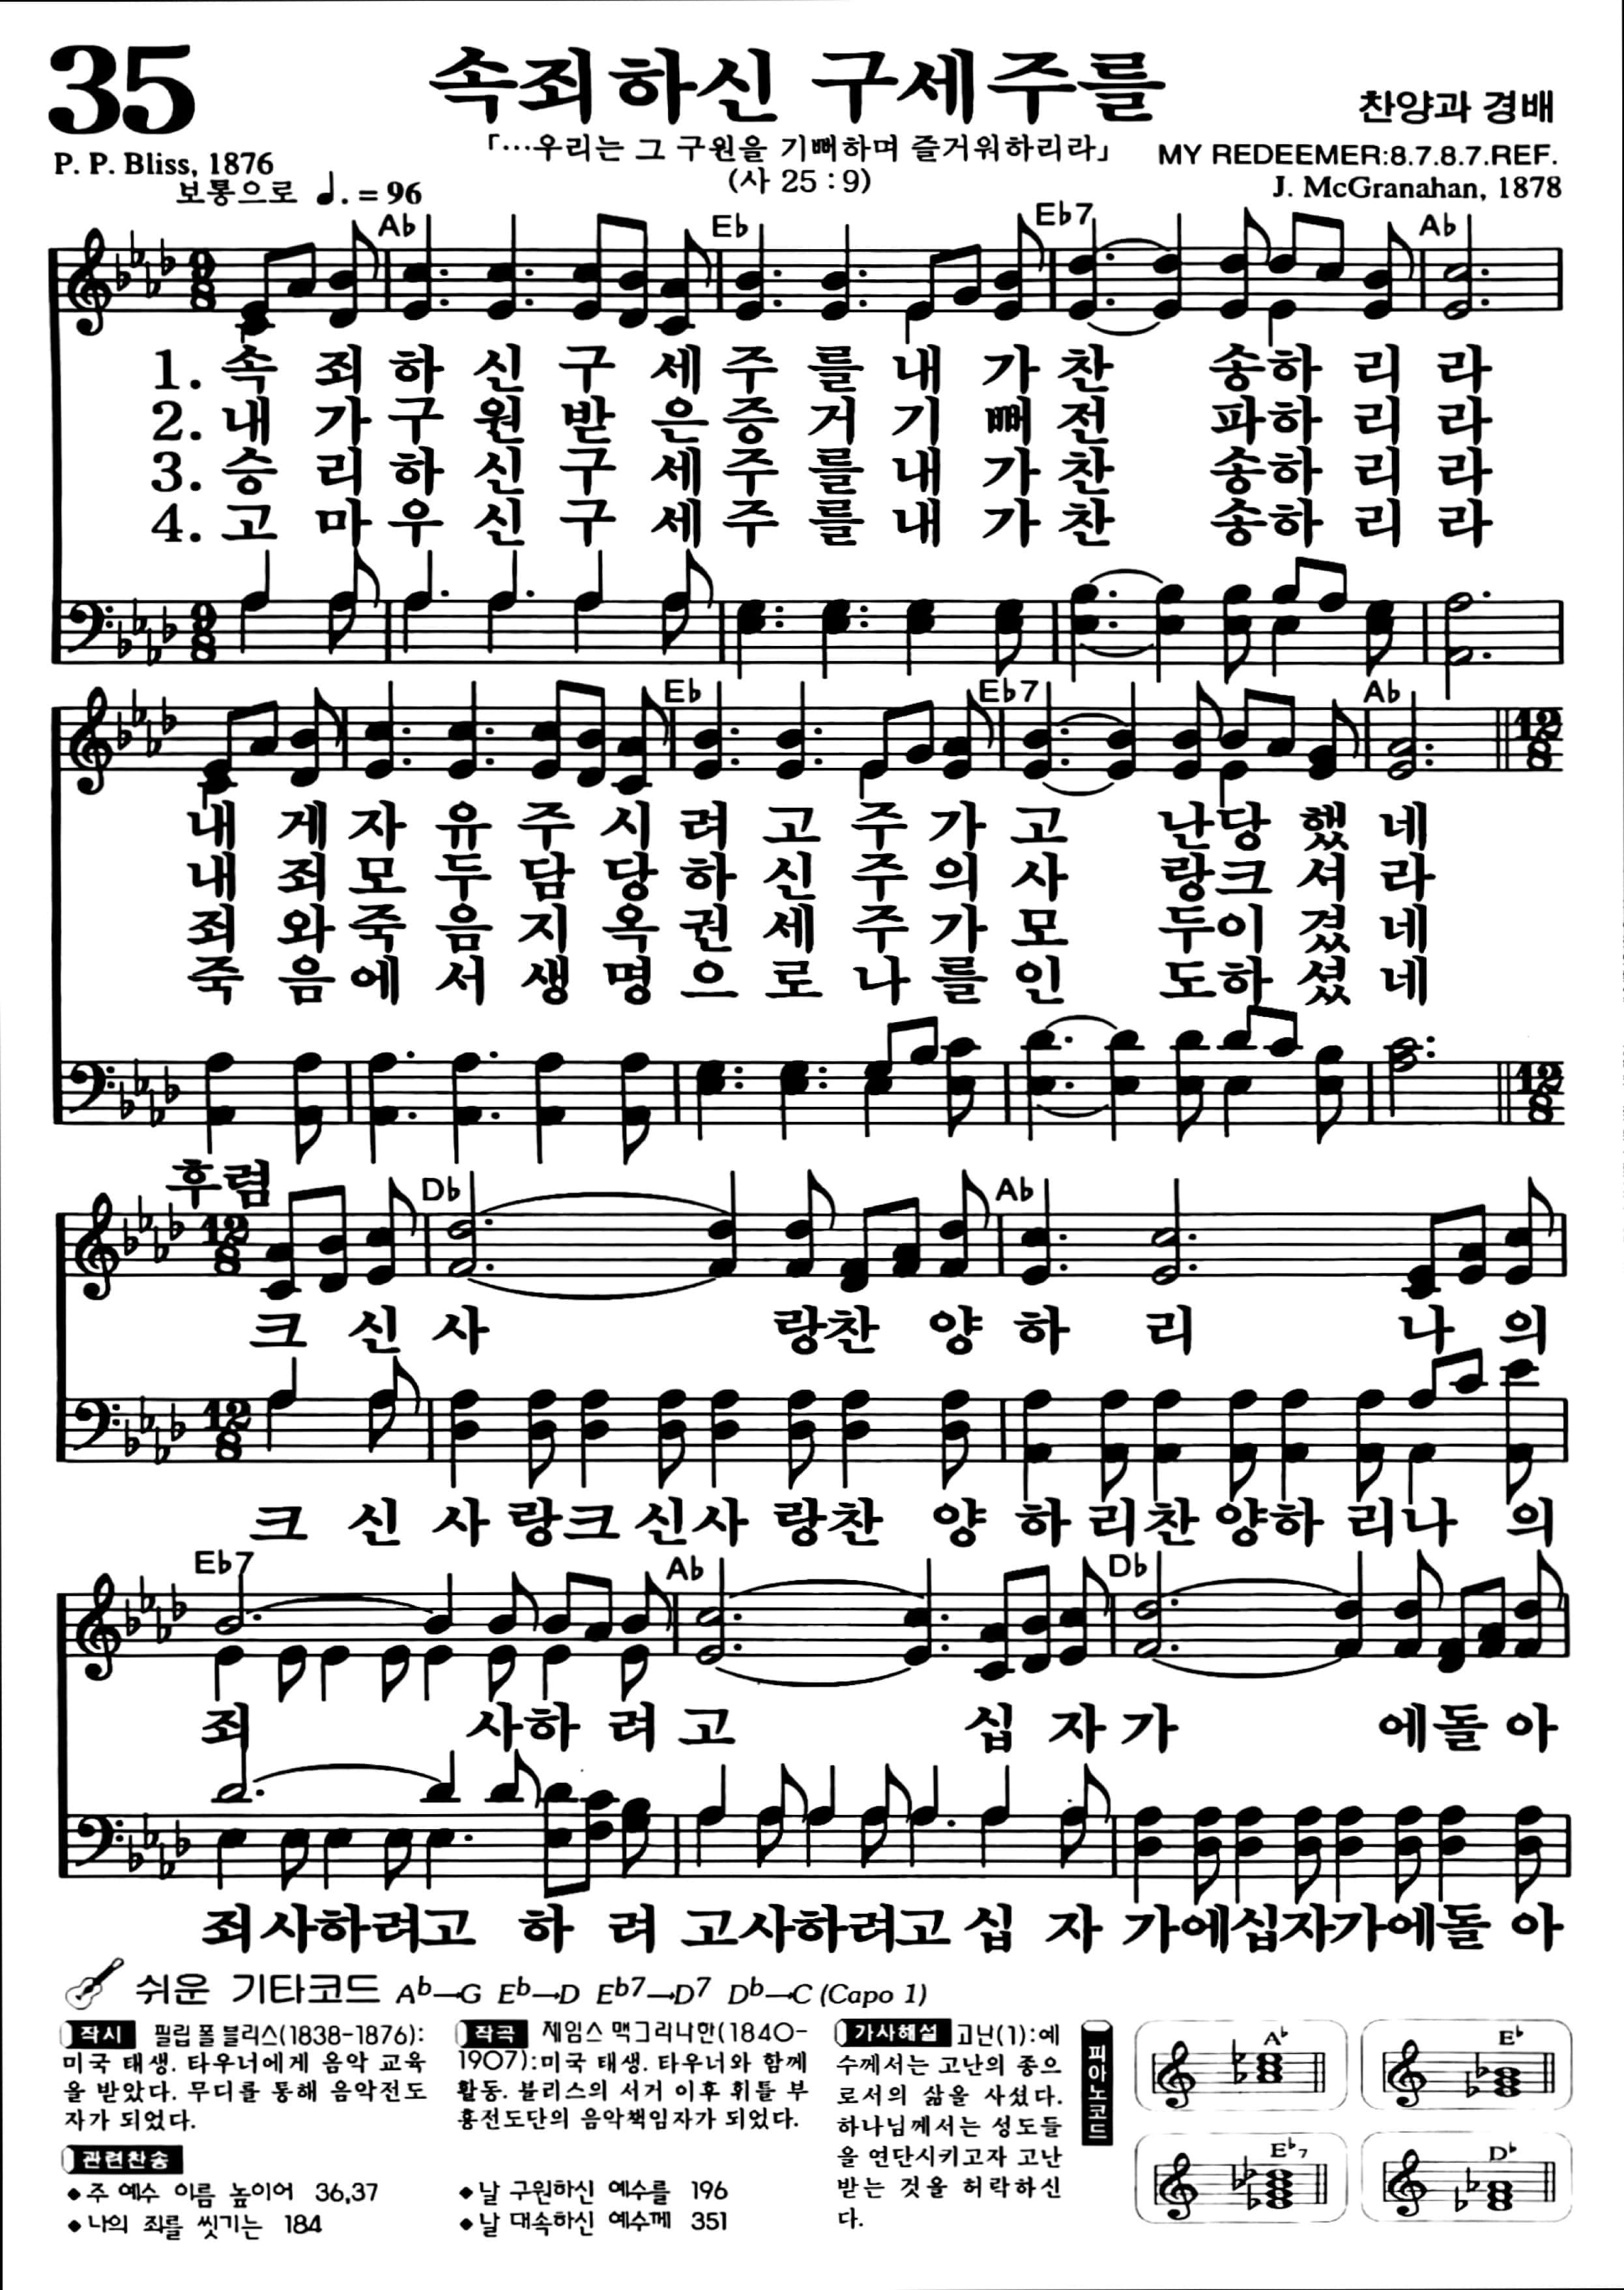 35
속죄하신 구세주를
찬양과 경배
「…우리는 그 구원을 기뻐하며 즐거워하리라」
(사 25 : 9)
P. P. Bliss, 1876
MY REDEEMER:8.7.8.7.REF.
J. McGranahan, 1878
보통으로 ♩. = 96
A♭ E♭ E♭7 A♭
9/8
1. 속 죄 하 신 구 세 주 를 내 가 찬 송하 리 라
2. 내 가 구 원 받 은 증 거 기 뻐 전 파하 리 라
3. 승 리 하 신 구 세 주 를 내 가 찬 송하 리 라
4. 고 마 우 신 구 세 주 를 내 가 찬 송하 리 라
9/8
E♭ E♭7 A♭
12/8
내 게 자 유 주 시 려 고 주 가 고 난당 했 네
내 죄 모 두 담 당 하 신 주 의 사 랑크 셔 라
죄 와 죽 음 지 옥 권 세 주 가 모 두이 겼 네
죽 음 에 서 생 명 으 로 나 를 인 도하 셨 네
12/8
후렴
D♭ A♭
12/8
크 신 사 랑찬 양 하 리 나 의
12/8
크 신 사 랑크 신사 랑찬 양 하 리찬 양하 리나 의
E♭7 A♭ D♭
죄 사하 려 고 십 자 가 에돌 아
죄사하려고 하 려 고사하려고 십 자 가에십자가에돌 아
쉬운 기타코드 A♭→G E♭→D E♭7→D7 D♭→C (Capo 1)
작시 필립 폴 블리스(1838-1876):
미국 태생. 타우너에게 음악 교육
을 받았다. 무디를 통해 음악전도
자가 되었다.
작곡 제임스 맥그리나한(1840-
1907):미국 태생. 타우너와 함께
활동. 블리스의 서거 이후 휘틀 부
흥전도단의 음악책임자가 되었다.
가사해설 고난(1):예
수께서는 고난의 종으
로서의 삶을 사셨다.
하나님께서는 성도들
을 연단시키고자 고난
받는 것을 허락하신
다.
관련찬송
◆주 예수 이름 높이어 36,37
◆나의 죄를 씻기는 184
◆날 구원하신 예수를 196
◆날 대속하신 예수께 351
피아노코드
A♭
E♭
E♭7
D♭